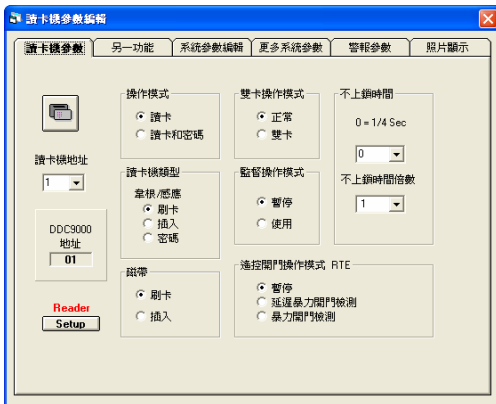 讀卡機參數編輯
讀卡機參數 另一功能 系統參數編輯 更多系統參數 警報參數 照片顯示
讀卡機地址
1
DDC9000
地址
01
Reader
Setup
操作模式
讀卡
讀卡和密碼
讀卡機類型
韋根/感應
刷卡
插入
密碼
磁帶
刷卡
插入
雙卡操作模式
正常
雙卡
監督操作模式
暫停
使用
不上鎖時間
0 = 1/4 Sec
0
不上鎖時間倍數
1
遙控開門操作模式 RTE
暫停
延遲暴力開門檢測
暴力開門檢測